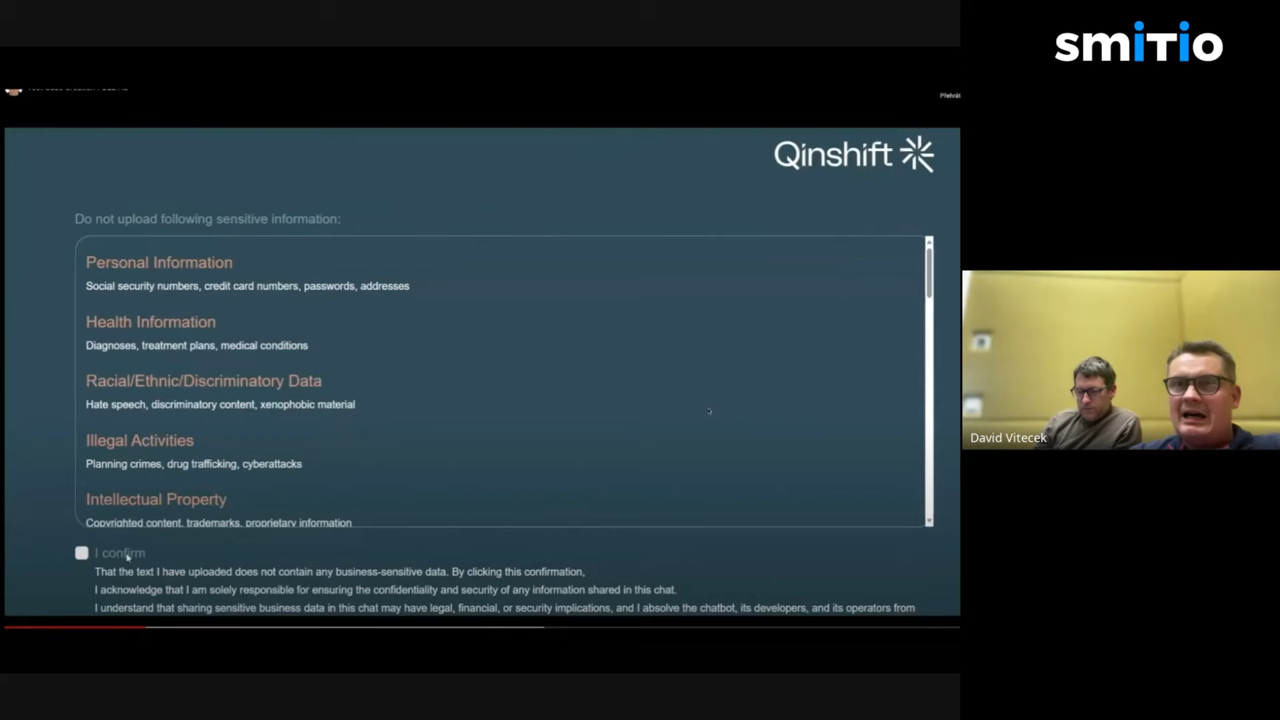 smiTio
Přehrát
Qinshift
Do not upload following sensitive information:
Personal Information
Social security numbers, credit card numbers, passwords, addresses
Health Information
Diagnoses, treatment plans, medical conditions
Racial/Ethnic/Discriminatory Data
Hate speech, discriminatory content, xenophobic material
Illegal Activities
Planning crimes, drug trafficking, cyberattacks
Intellectual Property
Copyrighted content, trademarks, proprietary information
I confirm
That the text I have uploaded does not contain any business-sensitive data. By clicking this confirmation,
I acknowledge that I am solely responsible for ensuring the confidentiality and security of any information shared in this chat.
I understand that sharing sensitive business data in this chat may have legal, financial, or security implications, and I absolve the chatbot, its developers, and its operators from
David Vitecek